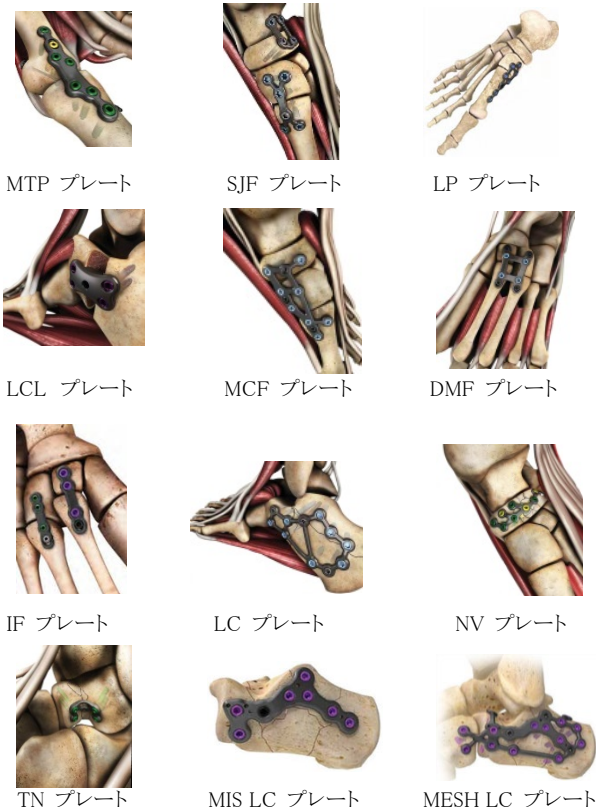 MTP プレート
SJF プレート
LP プレート
LCL プレート
MCF プレート
DMF プレート
IF プレート
LC プレート
NV プレート
TN プレート
MIS LC プレート
MESH LC プレート